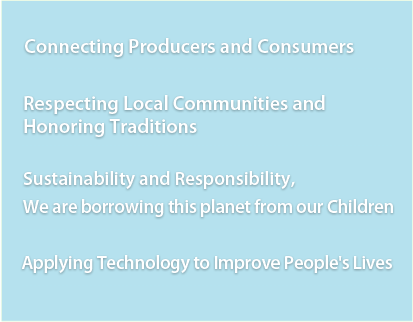 Connecting Producers and Consumers
Respecting Local Communities and
Honoring Traditions
Sustainability and Responsibility,
We are borrowing this planet from our Children
Applying Technology to Improve People's Lives